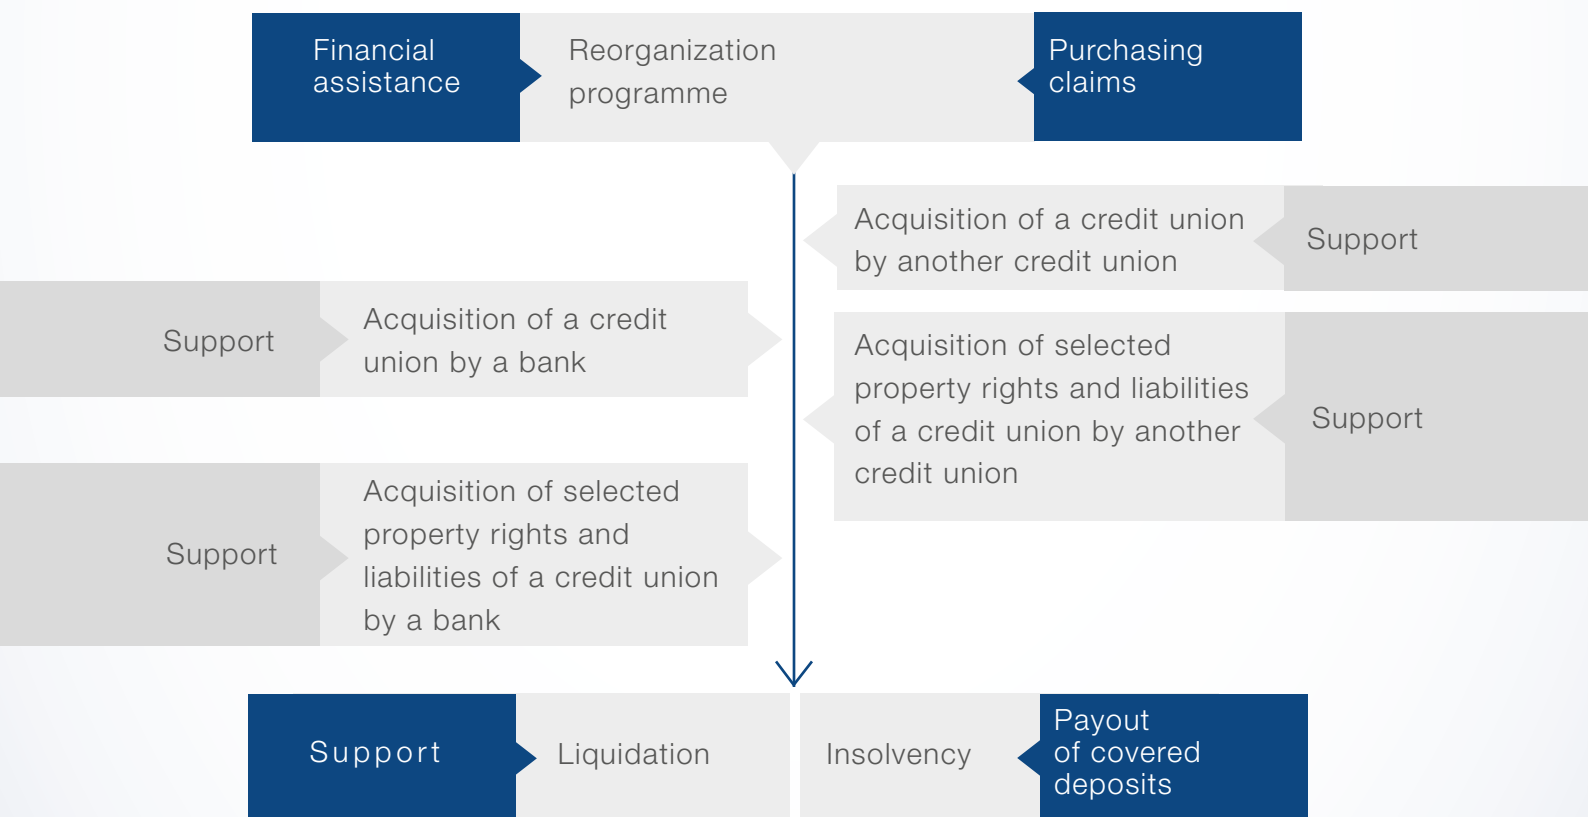 Financial
assistance
Reorganization
programme
Purchasing
claims
Acquisition of a credit union
by another credit union
Support
Support
Acquisition of a credit
union by a bank
Acquisition of selected
property rights and liabilities
of a credit union by another
credit union
Support
Support
Acquisition of selected
property rights and
liabilities of a credit union
by a bank
Support
Liquidation
Insolvency
Payout
of covered
deposits